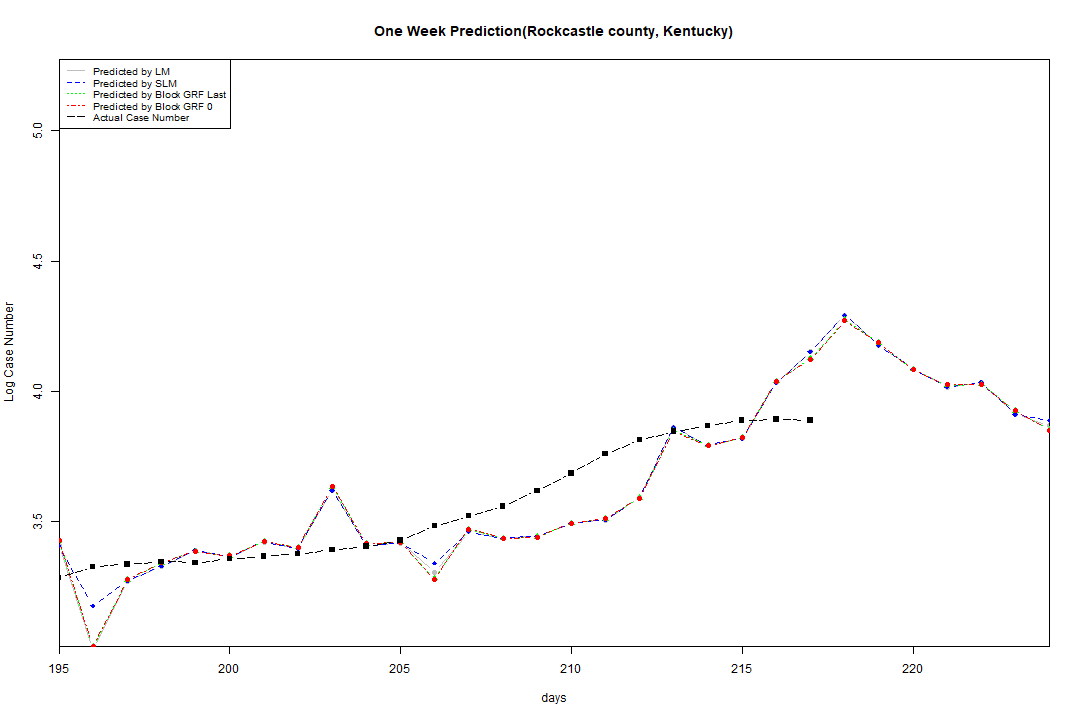 One Week Prediction(Rockcastle county, Kentucky)
Predicted by LM
Predicted by SLM
Predicted by Block GRF Last
Predicted by Block GRF 0
Actual Case Number
5.0
4.5
4.0
3.5
Log Case Number
195 200 205 210 215 220
days